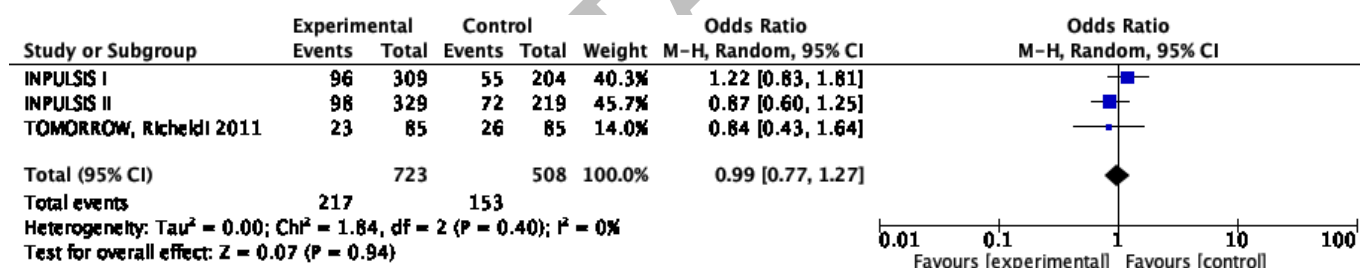 Experimental Control Odds Ratio Odds Ratio
Study or Subgroup Events Total Events Total Weight M-H, Random, 95% CI M-H, Random, 95% CI
INPULSIS I 96 309 55 204 40.3% 1.22 [0.83, 1.81]
INPULSIS II 98 329 72 219 45.7% 0.87 [0.60, 1.25]
TOMORROW, Richeldi 2011 23 85 26 85 14.0% 0.84 [0.43, 1.64]
Total (95% CI) 723 508 100.0% 0.99 [0.77, 1.27]
Total events 217 153
Heterogeneity: Tau² = 0.00; Chi² = 1.84, df = 2 (P = 0.40); I² = 0%
Test for overall effect: Z = 0.07 (P = 0.94)
0.01 0.1 1 10 100
Favours [experimental] Favours [control]